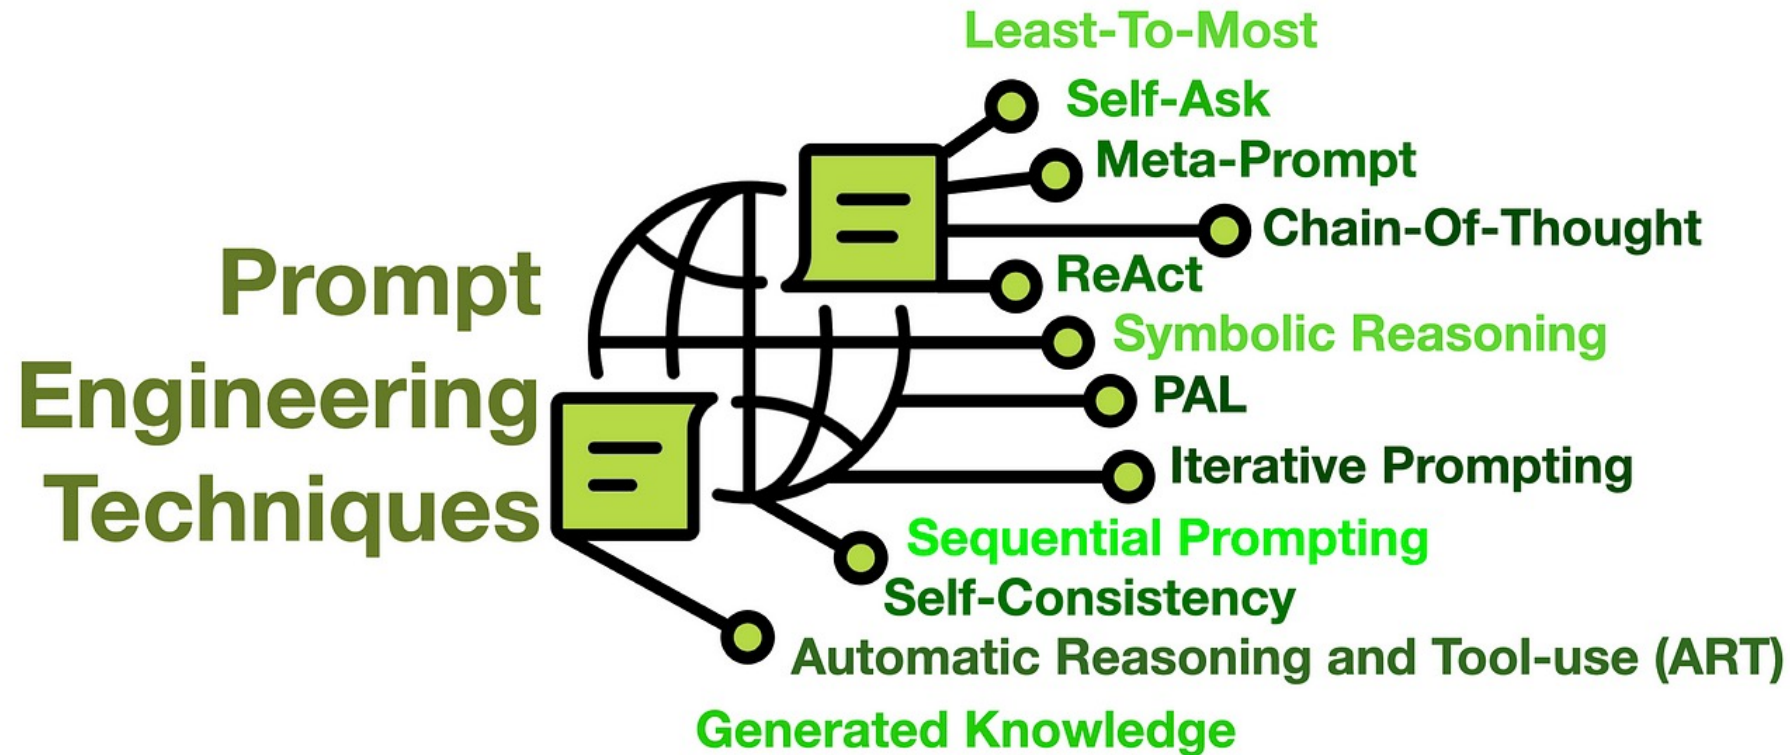 Least-To-Most
Self-Ask
Meta-Prompt
Chain-Of-Thought
ReAct
Prompt
Engineering
Techniques
Symbolic Reasoning
PAL
Iterative Prompting
Sequential Prompting
Self-Consistency
Automatic Reasoning and Tool-use (ART)
Generated Knowledge